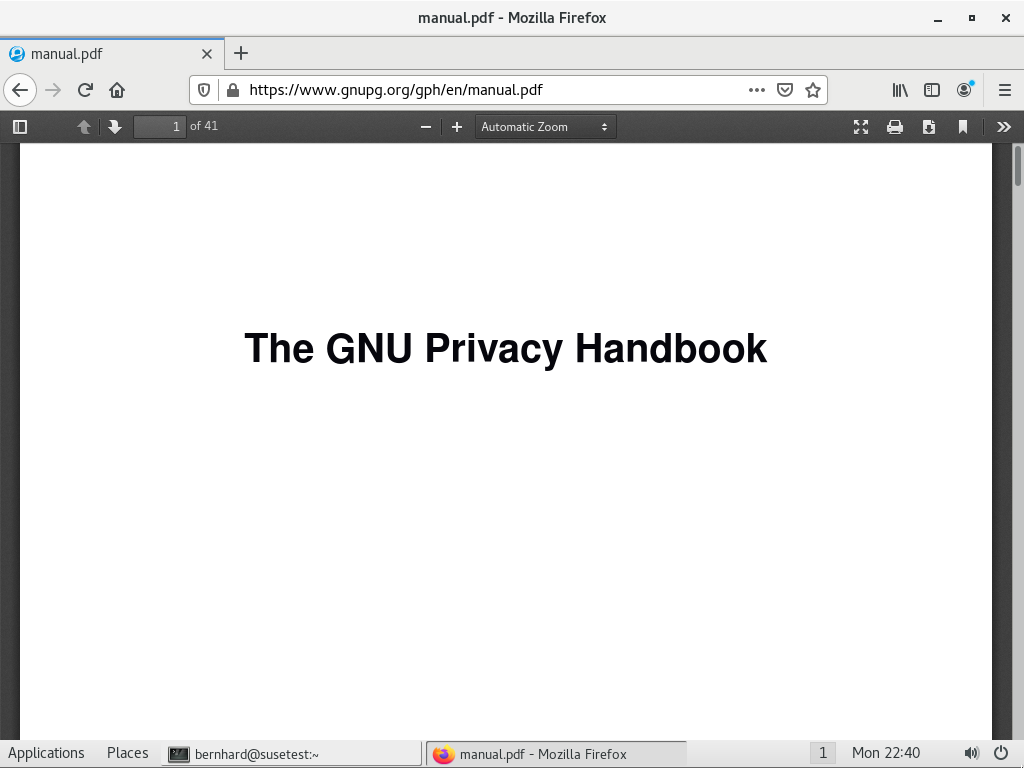 manual.pdf - Mozilla Firefox
manual.pdf
https://www.gnupg.org/gph/en/manual.pdf
1 of 41
Automatic Zoom
The GNU Privacy Handbook
Applications
Places
bernhard@susetest:~
manual.pdf - Mozilla Firefox
1
Mon 22:40